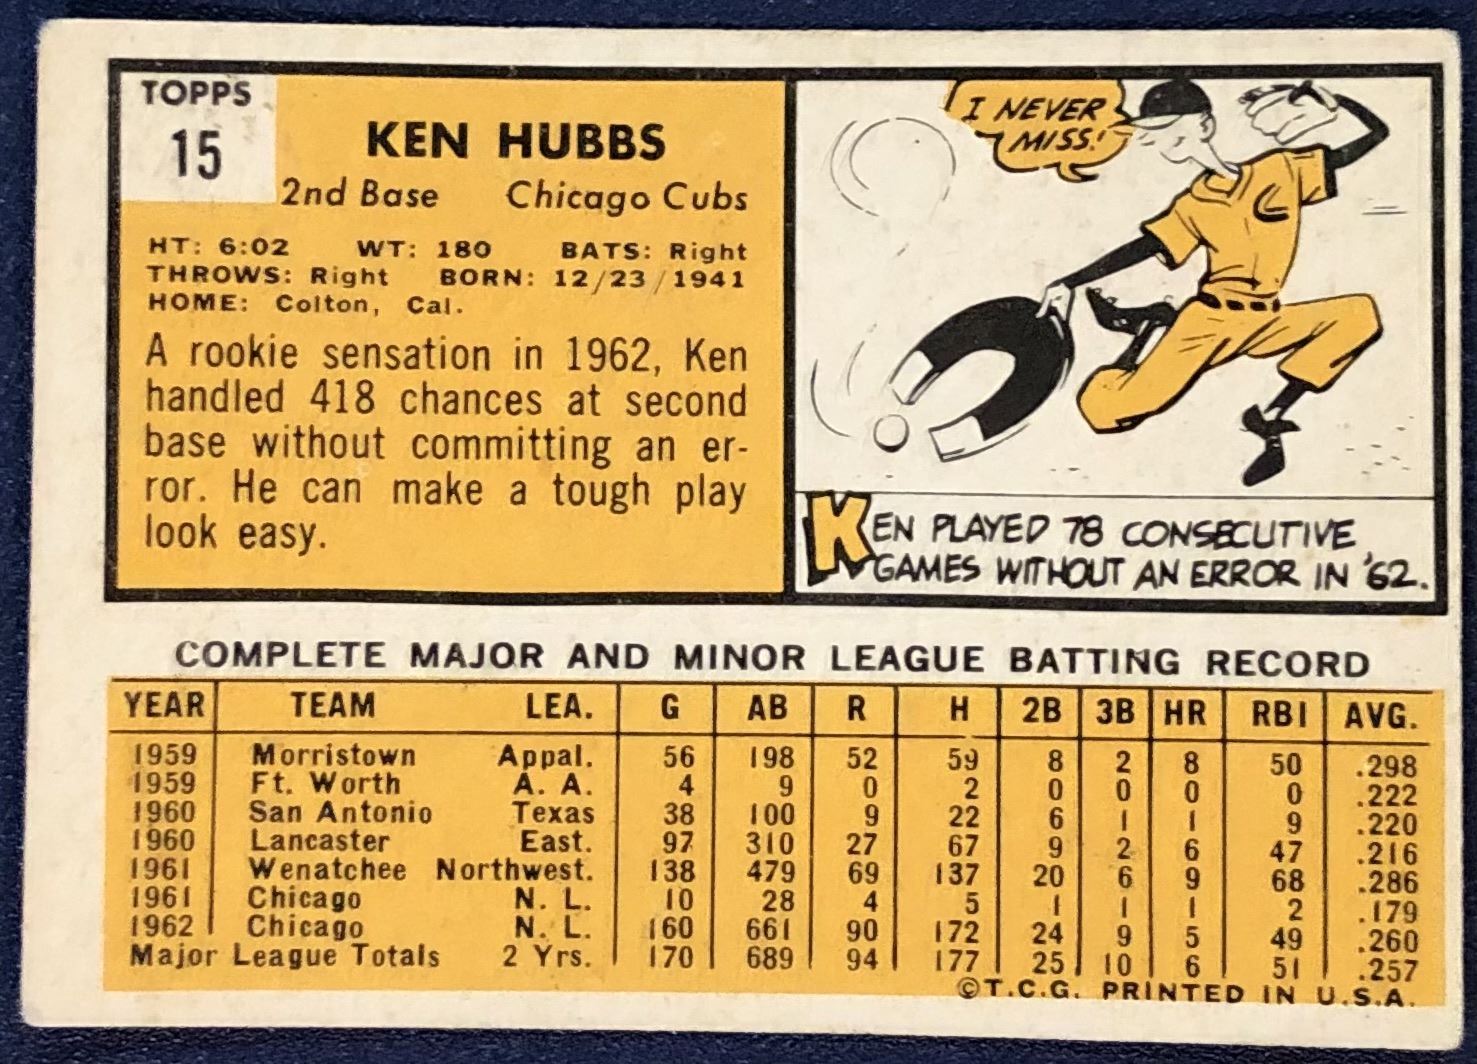 TOPPS
15
KEN HUBBS
2nd Base Chicago Cubs
HT: 6:02 WT: 180 BATS: Right
THROWS: Right BORN: 12/23/1941
HOME: Colton, Cal.
A rookie sensation in 1962, Ken
handled 418 chances at second
base without committing an er-
ror. He can make a tough play
look easy.
I NEVER
MISS!
C
KEN PLAYED 78 CONSECUTIVE
GAMES WITHOUT AN ERROR IN '62.
COMPLETE MAJOR AND MINOR LEAGUE BATTING RECORD
YEAR TEAM LEA. G AB R H 2B 3B HR RBI AVG.
1959 Morristown Appal. 56 198 52 59 8 2 8 50 .298
1959 Ft. Worth A. A. 4 9 0 2 0 0 0 0 .222
1960 San Antonio Texas 38 100 9 22 6 1 1 9 .220
1960 Lancaster East. 97 310 27 67 9 2 6 47 .216
1961 Wenatchee Northwest. 138 479 69 137 20 6 9 68 .286
1961 Chicago N. L. 10 28 4 5 1 1 1 2 .179
1962 Chicago N. L. 160 661 90 172 24 9 5 49 .260
Major League Totals 2 Yrs. 170 689 94 177 25 10 6 51 .257
©T.C.G. PRINTED IN U.S.A.